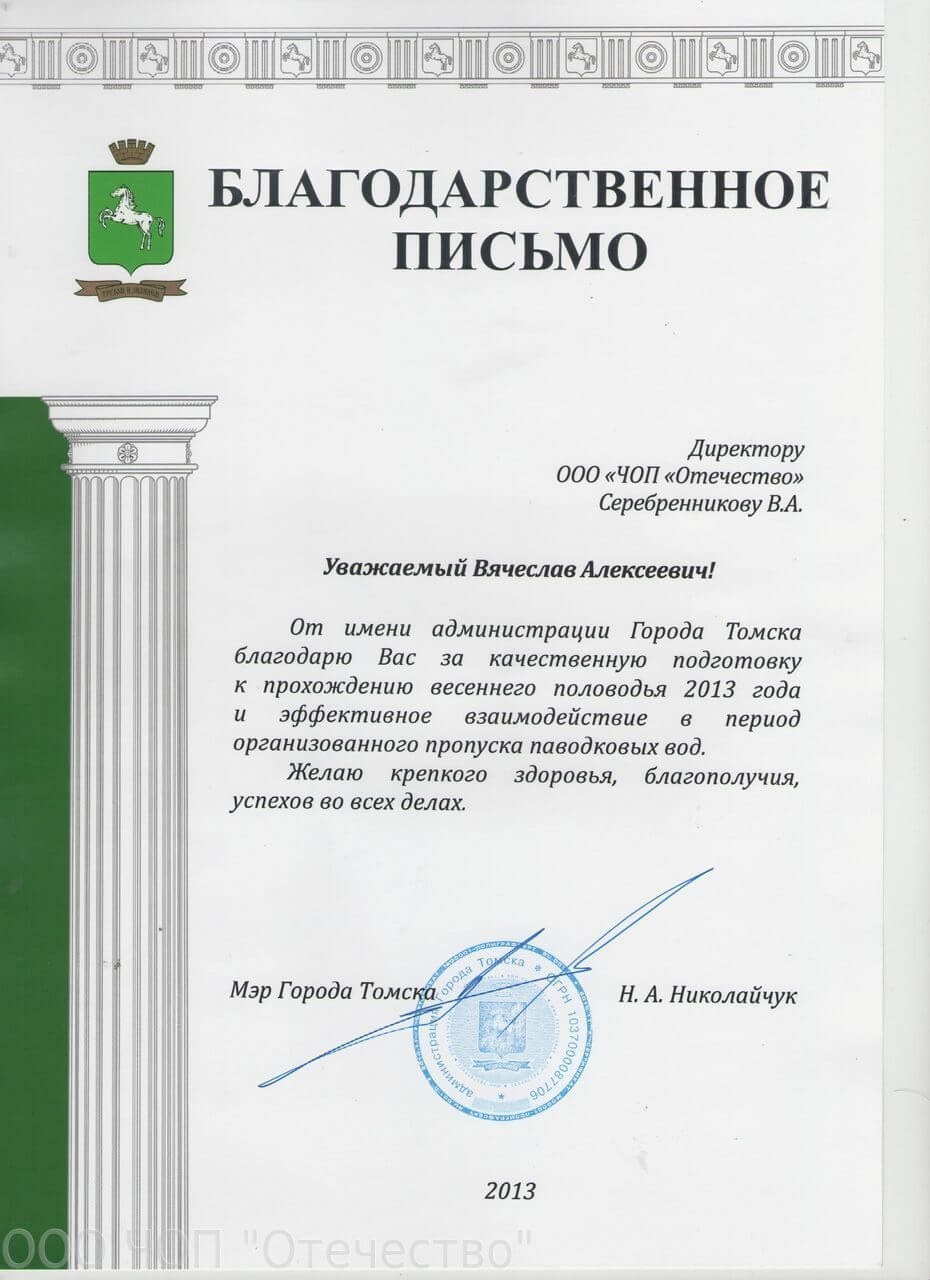 БЛАГОДАРСТВЕННОЕ
ПИСЬМО
ТРУДОМ И ЗНАНИЕМ
Директору
ООО «ЧОП «Отечество»
Серебренникову В.А.
Уважаемый Вячеслав Алексеевич!
От имени администрации Города Томска
благодарю Вас за качественную подготовку
к прохождению весеннего половодья 2013 года
и эффективное взаимодействие в период
организованного пропуска паводковых вод.
Желаю крепкого здоровья, благополучия,
успехов во всех делах.
Мэр Города Томска
Н. А. Николайчук
администрация Города Томска * ОГРН 1037000087706 *
2013
ООО ЧОП "Отечество"